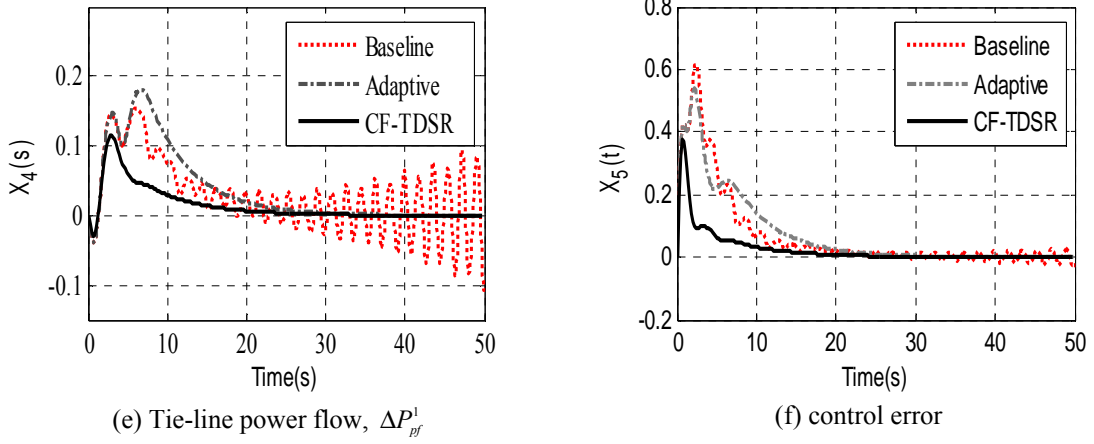 0.2
0.1
0
-0.1
X4(s)
Baseline
Adaptive
CF-TDSR
0 10 20 30 40 50
Time(s)
(e) Tie-line power flow, ΔP¹pf
0.8
0.6
0.4
0.2
0
-0.2
X5(t)
Baseline
Adaptive
CF-TDSR
0 10 20 30 40 50
Time(s)
(f) control error